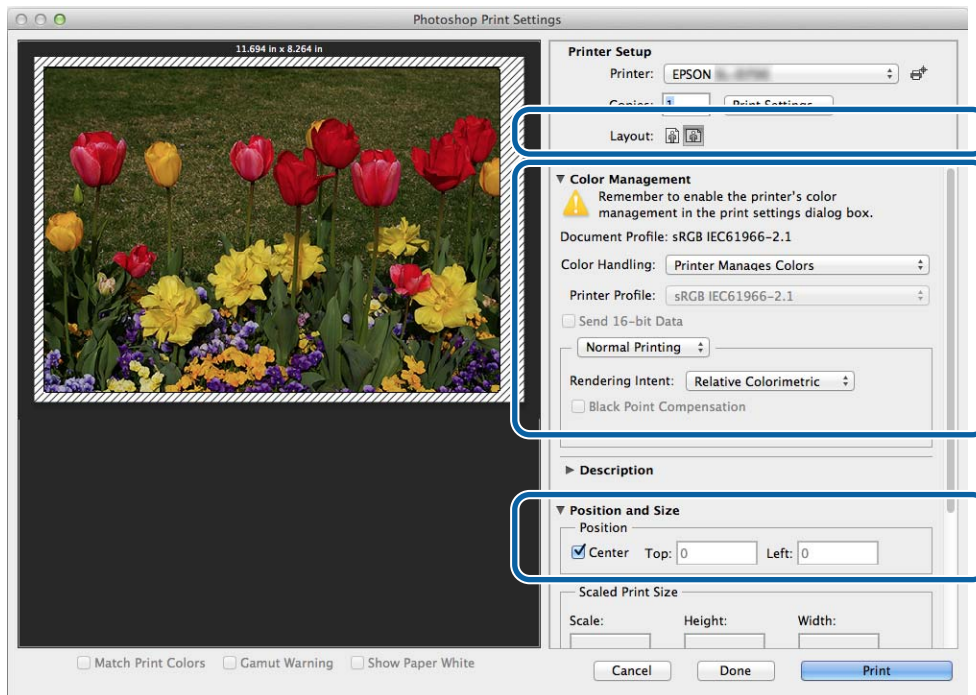 Photoshop Print Settings
11.694 in x 8.264 in
Printer Setup
Printer: EPSON
Copies: 1 Print Settings...
Layout:
Color Management
Remember to enable the printer's color
management in the print settings dialog box.
Document Profile: sRGB IEC61966-2.1
Color Handling: Printer Manages Colors
Printer Profile: sRGB IEC61966-2.1
Send 16-bit Data
Normal Printing
Rendering Intent: Relative Colorimetric
Black Point Compensation
Description
Position and Size
Position
Center Top: 0 Left: 0
Scaled Print Size
Scale: Height: Width:
Match Print Colors Gamut Warning Show Paper White
Cancel Done Print